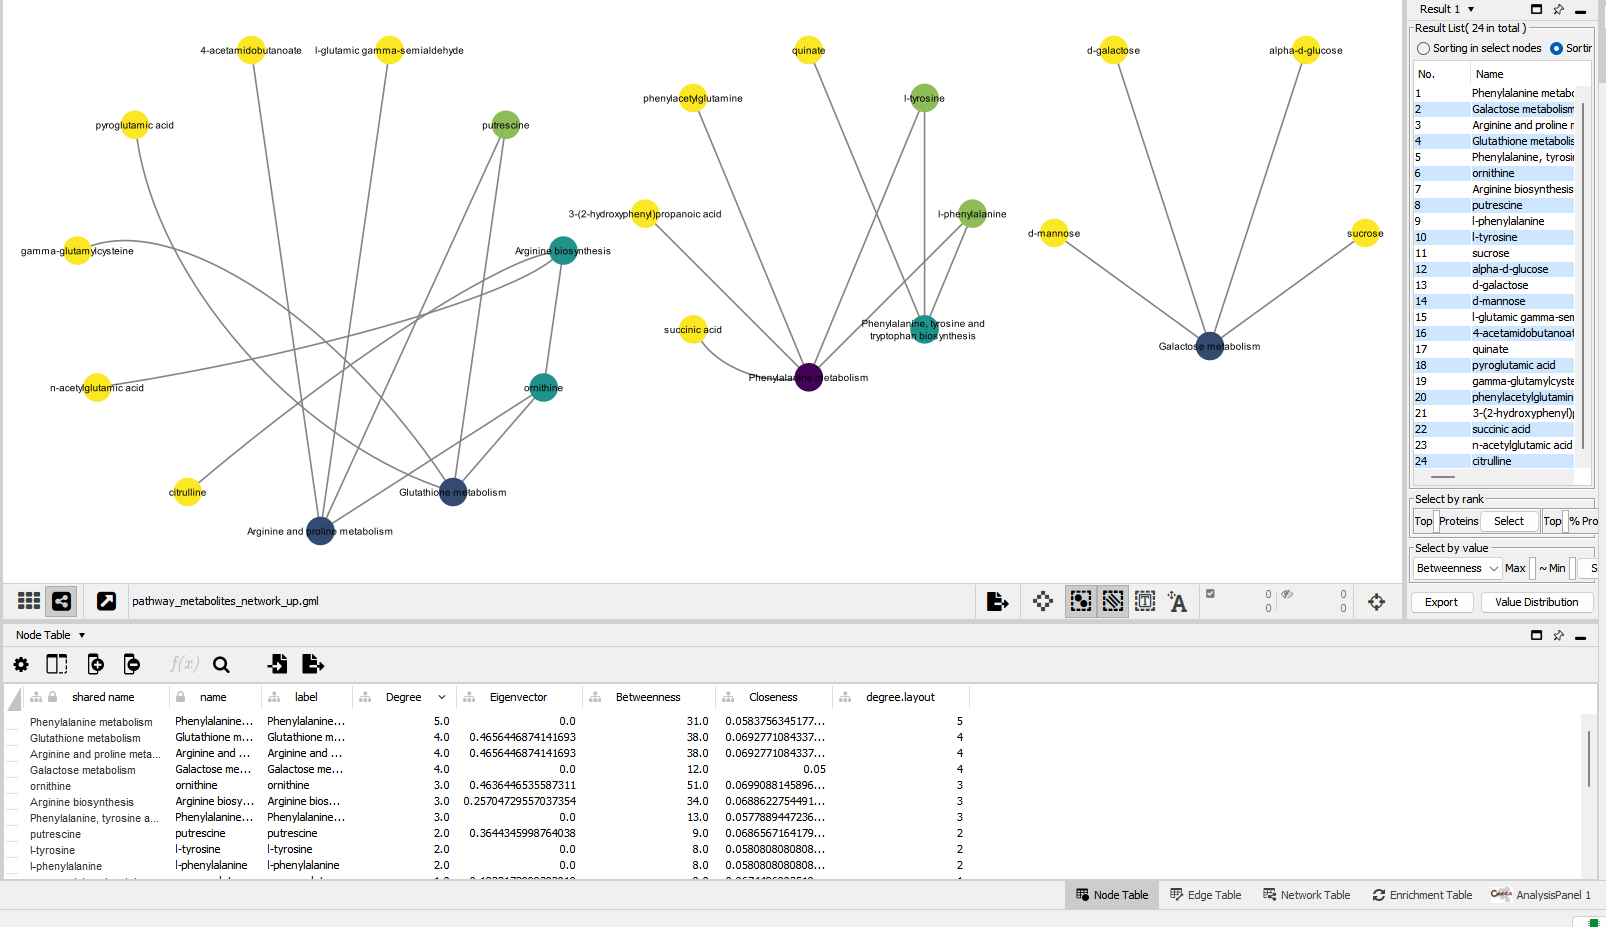 4-acetamidobutanoate
l-glutamic gamma-semialdehyde
pyroglutamic acid
putrescine
gamma-glutamylcysteine
Arginine biosynthesis
n-acetylglutamic acid
ornithine
citrulline
Glutathione metabolism
Arginine and proline metabolism
quinate
phenylacetylglutamine
l-tyrosine
3-(2-hydroxyphenyl)propanoic acid
l-phenylalanine
succinic acid
Phenylalanine, tyrosine and
tryptophan biosynthesis
Phenylalanine metabolism
d-galactose
alpha-d-glucose
d-mannose
sucrose
Galactose metabolism
Result 1
Result List( 24 in total )
Sorting in select nodes Sortir
No. Name
1 Phenylalanine metabo
2 Galactose metabolism
3 Arginine and proline m
4 Glutathione metabolis
5 Phenylalanine, tyrosi
6 ornithine
7 Arginine biosynthesis
8 putrescine
9 l-phenylalanine
10 l-tyrosine
11 sucrose
12 alpha-d-glucose
13 d-galactose
14 d-mannose
15 l-glutamic gamma-sem
16 4-acetamidobutanoat
17 quinate
18 pyroglutamic acid
19 gamma-glutamylcyste
20 phenylacetylglutamin
21 3-(2-hydroxyphenyl)p
22 succinic acid
23 n-acetylglutamic acid
24 citrulline
Select by rank
Top Proteins Select Top % Pro
Select by value
Betweenness Max ~ Min S
Export Value Distribution
pathway_metabolites_network_up.gml
0 0
0 0
Node Table
f(x)
shared name name label Degree Eigenvector Betweenness Closeness degree.layout
Phenylalanine metabolism Phenylalanine... Phenylalanine... 5.0 0.0 31.0 0.0583756345177... 5
Glutathione metabolism Glutathione m... Glutathione m... 4.0 0.4656446874141693 38.0 0.0692771084337... 4
Arginine and proline meta... Arginine and ... Arginine and ... 4.0 0.4656446874141693 38.0 0.0692771084337... 4
Galactose metabolism Galactose me... Galactose me... 4.0 0.0 12.0 0.05 4
ornithine ornithine ornithine 3.0 0.4636446535587311 51.0 0.0699088145896... 3
Arginine biosynthesis Arginine biosy... Arginine bios... 3.0 0.25704729557037354 34.0 0.0688622754491... 3
Phenylalanine, tyrosine a... Phenylalanine... Phenylalanine... 3.0 0.0 13.0 0.0577889447236... 3
putrescine putrescine putrescine 2.0 0.3644345998764038 9.0 0.0686567164179... 2
l-tyrosine l-tyrosine l-tyrosine 2.0 0.0 8.0 0.0580808080808... 2
l-phenylalanine l-phenylalanine l-phenylalanine 2.0 0.0 8.0 0.0580808080808... 2
Node Table Edge Table Network Table Enrichment Table AnalysisPanel 1